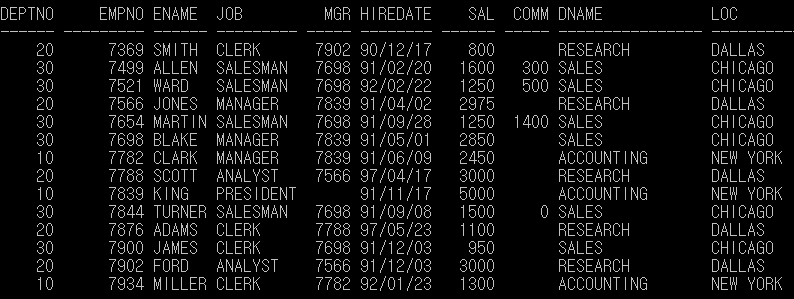 DEPTNO EMPNO ENAME JOB MGR HIREDATE SAL COMM DNAME LOC
------ ---------- ------ --------- ---- -------- ----- ----- -------------- --------
20 7369 SMITH CLERK 7902 90/12/17 800 RESEARCH DALLAS
30 7499 ALLEN SALESMAN 7698 91/02/20 1600 300 SALES CHICAGO
30 7521 WARD SALESMAN 7698 92/02/22 1250 500 SALES CHICAGO
20 7566 JONES MANAGER 7839 91/04/02 2975 RESEARCH DALLAS
30 7654 MARTIN SALESMAN 7698 91/09/28 1250 1400 SALES CHICAGO
30 7698 BLAKE MANAGER 7839 91/05/01 2850 SALES CHICAGO
10 7782 CLARK MANAGER 7839 91/06/09 2450 ACCOUNTING NEW YORK
20 7788 SCOTT ANALYST 7566 97/04/17 3000 RESEARCH DALLAS
10 7839 KING PRESIDENT 91/11/17 5000 ACCOUNTING NEW YORK
30 7844 TURNER SALESMAN 7698 91/09/08 1500 0 SALES CHICAGO
20 7876 ADAMS CLERK 7788 97/05/23 1100 RESEARCH DALLAS
30 7900 JAMES CLERK 7698 91/12/03 950 SALES CHICAGO
20 7902 FORD ANALYST 7566 91/12/03 3000 RESEARCH DALLAS
10 7934 MILLER CLERK 7782 92/01/23 1300 ACCOUNTING NEW YORK